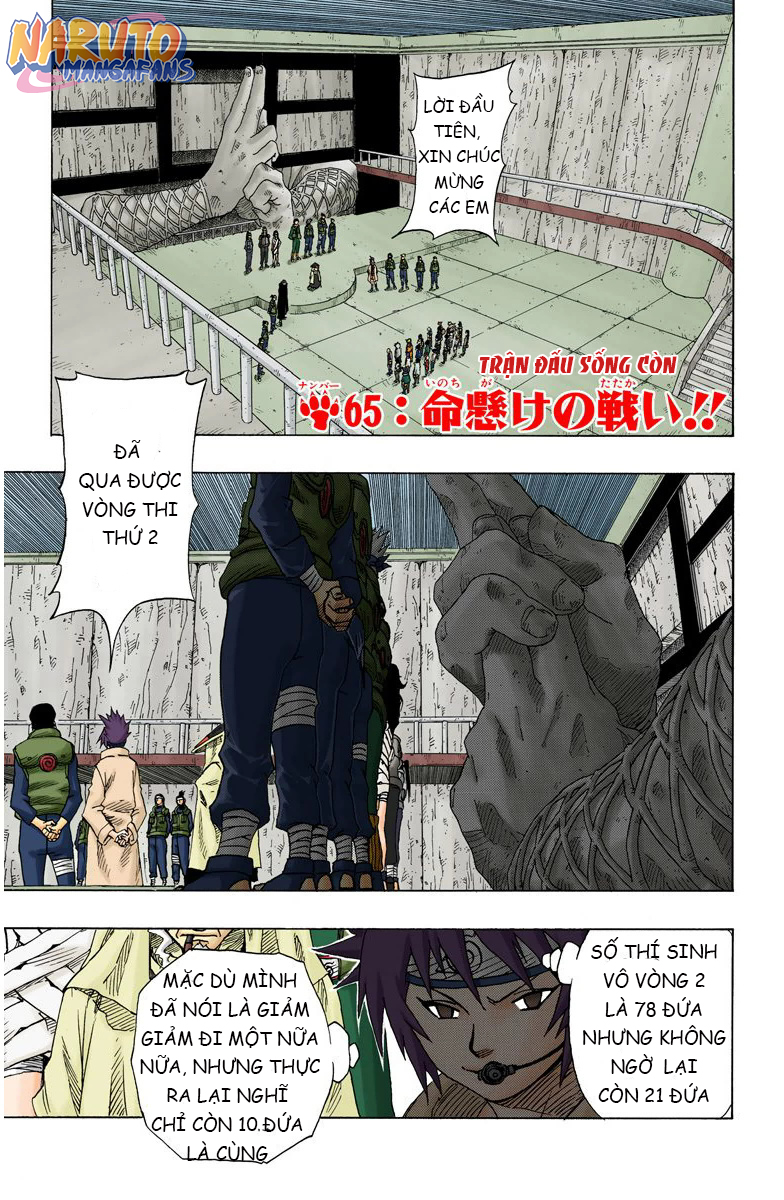 NARUTO
MANGAFANS
LỜI ĐẦU
TIÊN,
XIN CHÚC
MỪNG
CÁC EM
TRẬN ĐẤU SỐNG CÒN
ナンバー
いのち が たたか
65:命懸けの戦い!!
ĐÃ
QUA ĐƯỢC
VÒNG THI
THỨ 2
SỐ THÍ SINH
VÔ VÒNG 2
LÀ 78 ĐỨA
NHƯNG KHÔNG
NGỜ LẠI
CÒN 21 ĐỨA
MẶC DÙ MÌNH
ĐÃ NÓI LÀ GIẢM
GIẢM ĐI MỘT NỮA
NỮA, NHƯNG THỰC
RA LẠI NGHĨ
CHỈ CÒN 10.ĐỨA
LÀ CÙNG